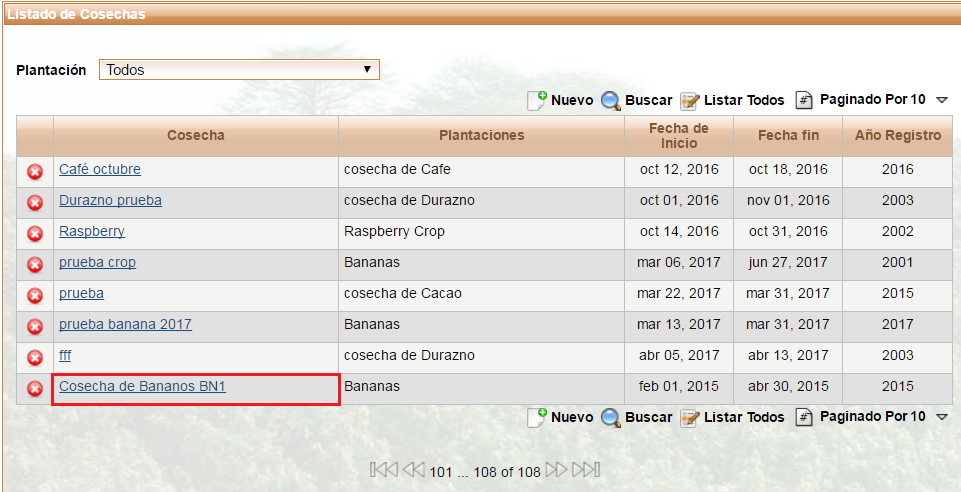 Listado de Cosechas
Plantación Todos
Nuevo Buscar Listar Todos # Paginado Por 10
Cosecha Plantaciones Fecha de Inicio Fecha fin Año Registro
Café octubre cosecha de Cafe oct 12, 2016 oct 18, 2016 2016
Durazno prueba cosecha de Durazno oct 01, 2016 nov 01, 2016 2003
Raspberry Raspberry Crop oct 14, 2016 oct 31, 2016 2002
prueba crop Bananas mar 06, 2017 jun 27, 2017 2001
prueba cosecha de Cacao mar 22, 2017 mar 31, 2017 2015
prueba banana 2017 Bananas mar 13, 2017 mar 31, 2017 2017
fff cosecha de Durazno abr 05, 2017 abr 13, 2017 2003
Cosecha de Bananos BN1 Bananas feb 01, 2015 abr 30, 2015 2015
Nuevo Buscar Listar Todos # Paginado Por 10
101 ... 108 of 108